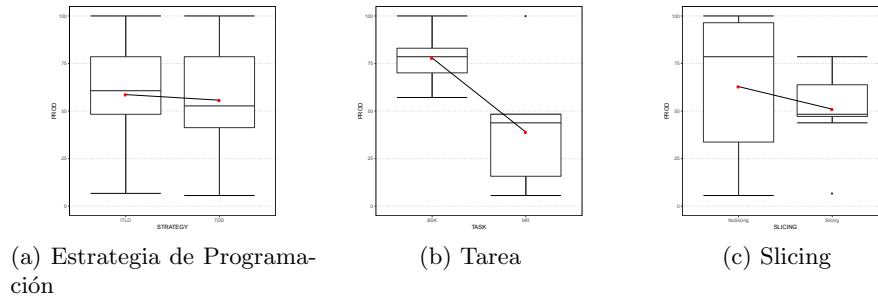 100
75
50
25
0
PROD
ITLD
TDD
STRATEGY
100
75
50
25
0
PROD
BSK
MR
TASK
100
75
50
25
0
PROD
NoSlicing
Slicing
SLICING
(a) Estrategia de Programa-
ción
(b) Tarea
(c) Slicing